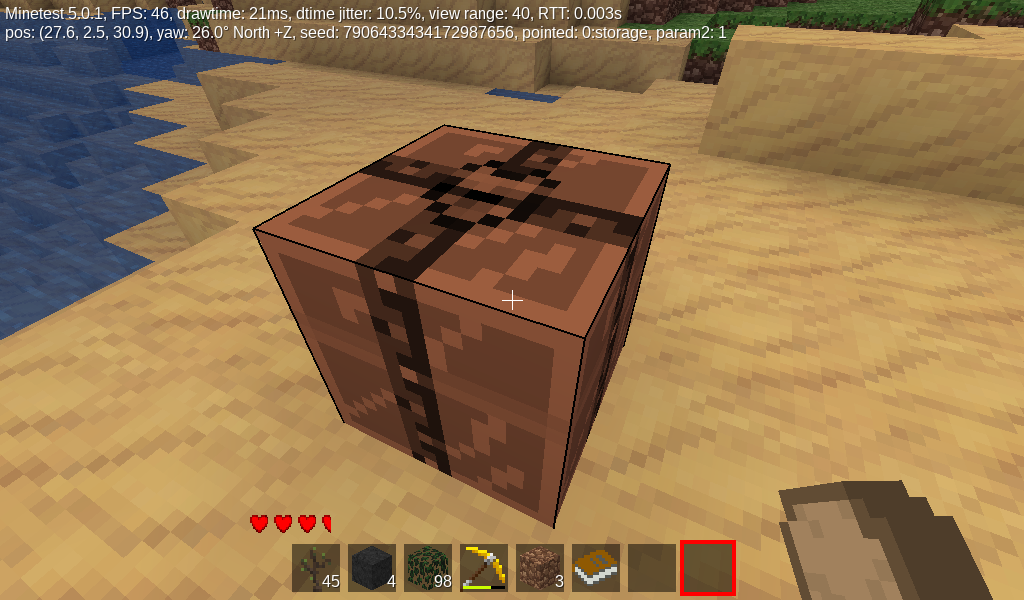 Minetest 5.0.1, FPS: 46, drawtime: 21ms, dtime jitter: 10.5%, view range: 40, RTT: 0.003s
pos: (27.6, 2.5, 30.9), yaw: 26.0° North +Z, seed: 7906433434172987656, pointed: 0:storage, param2: 1
45 4 98 3